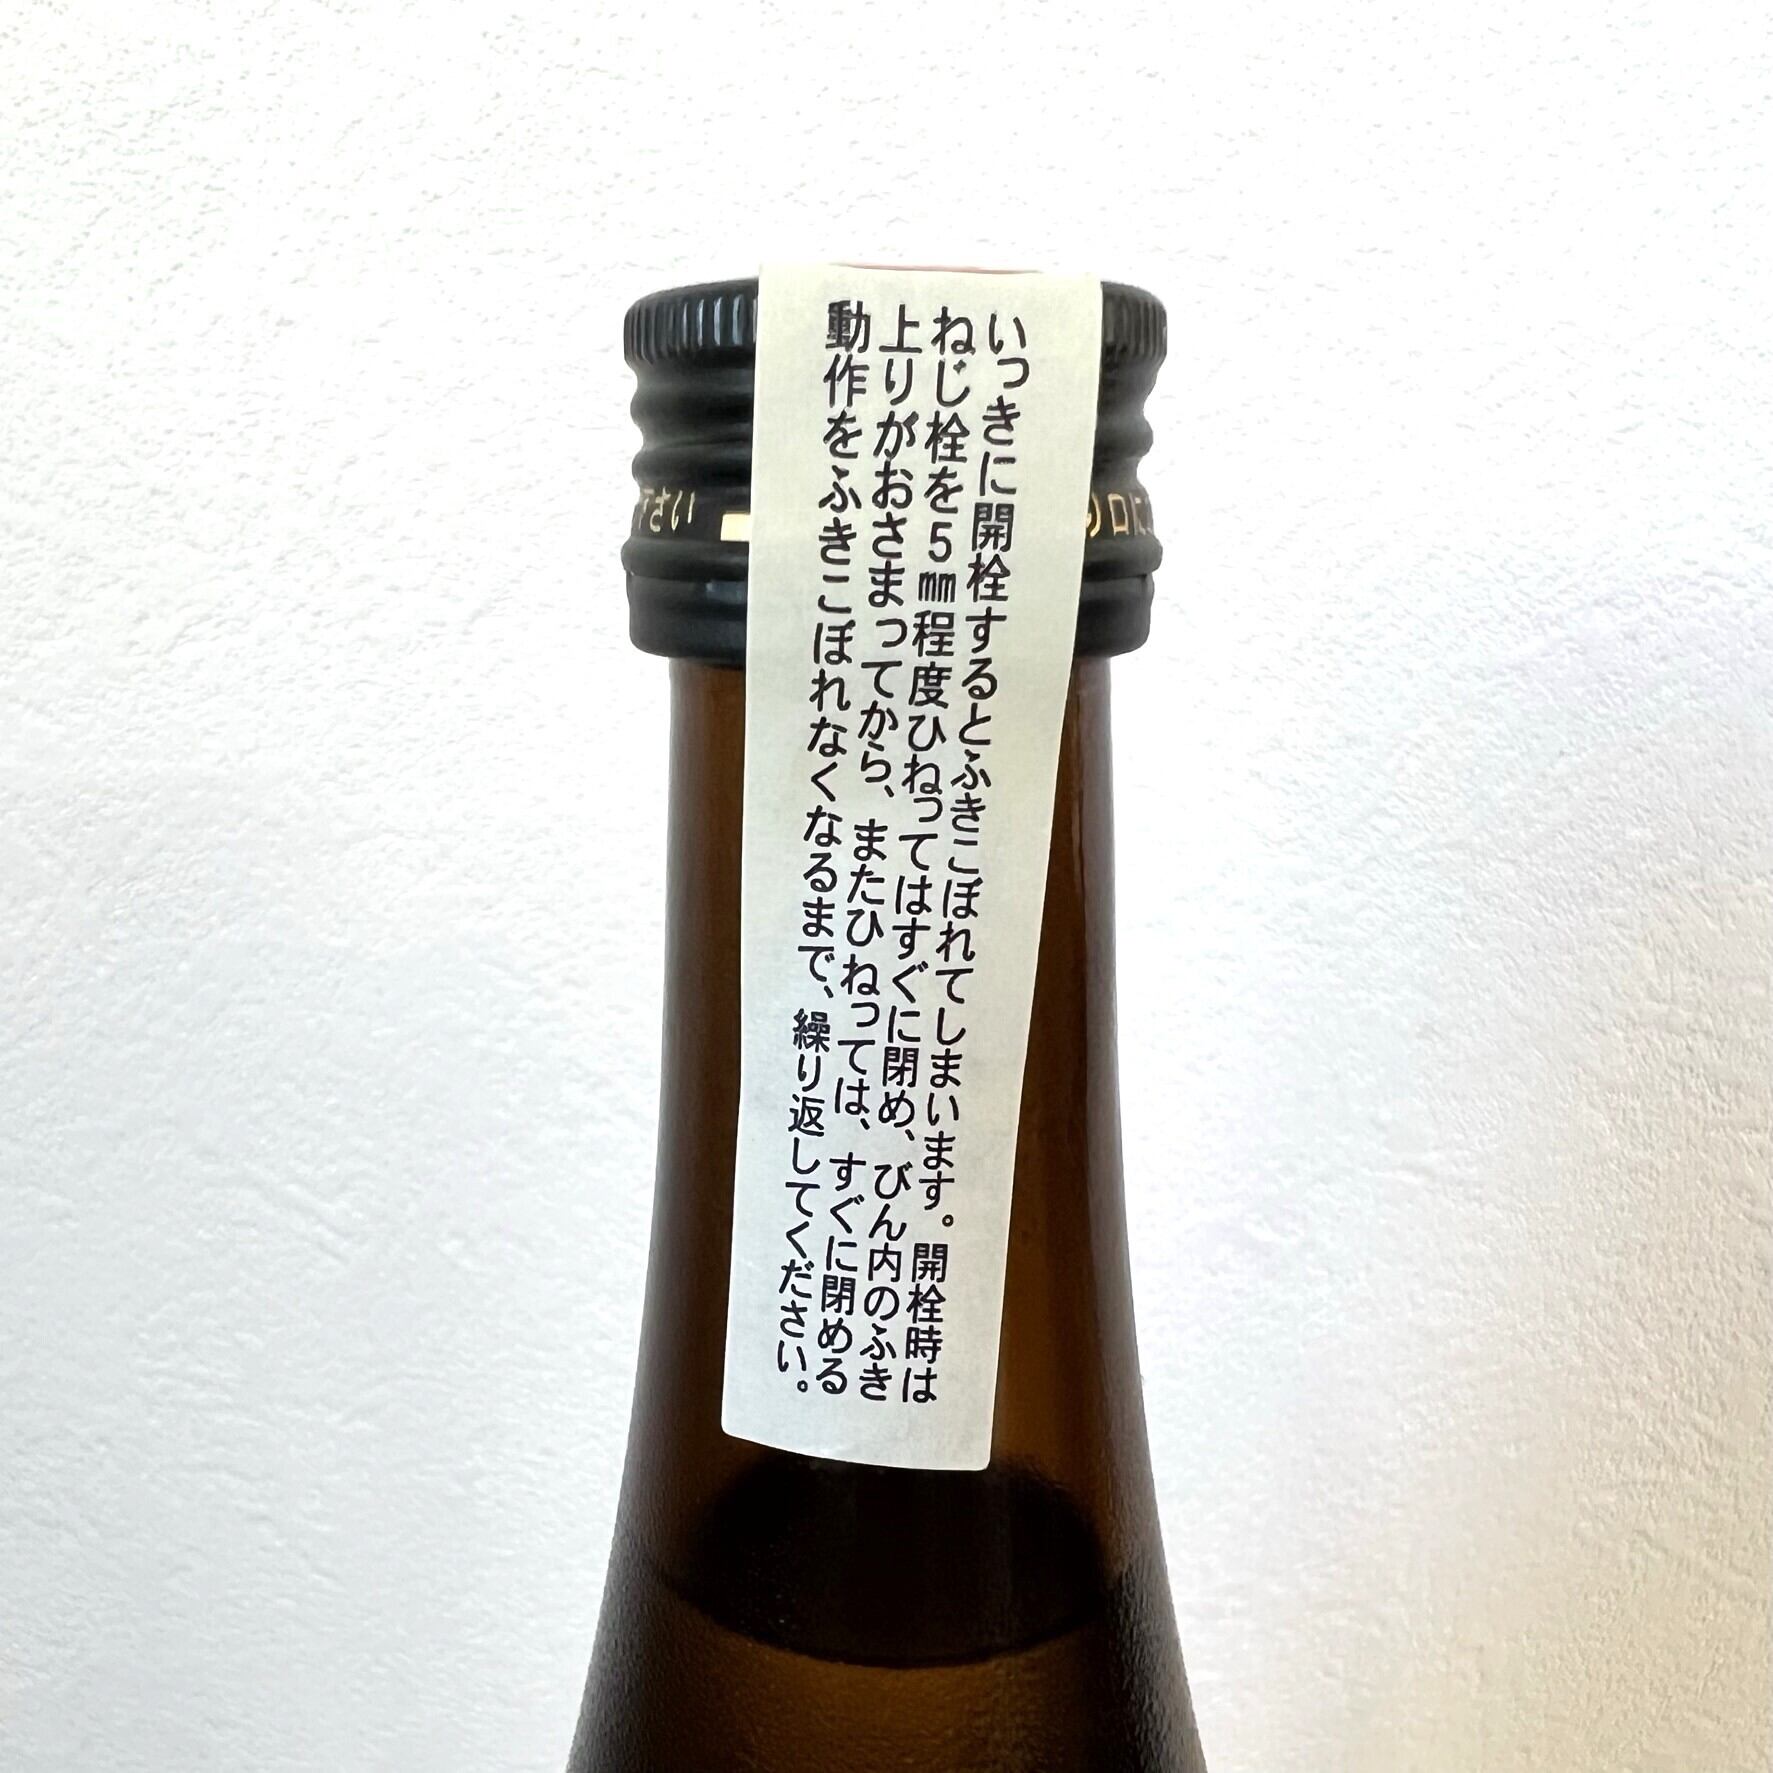 いっきに開栓するとふきこぼれてしまいます。開栓時は
ねじ栓を5㎜程度ひねってはすぐに閉め、びん内のふき
上りがおさまってから、またひねっては、すぐに閉める
動作をふきこぼれなくなるまで、繰り返してください。
さい
口に